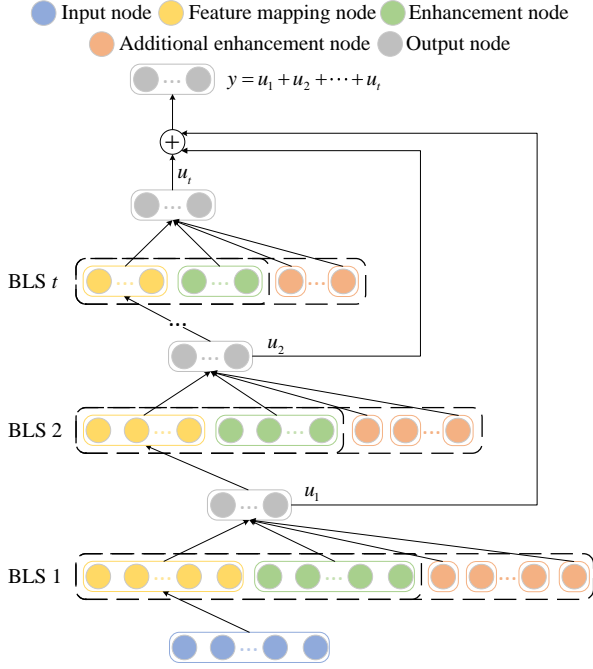 Input node Feature mapping node Enhancement node
Additional enhancement node Output node
... y = u₁ + u₂ + ··· + uₜ
+
uₜ
...
BLS t ... ... ...
...
... u₂
BLS 2 ... ... ...
... u₁
BLS 1 ... ... ...
...